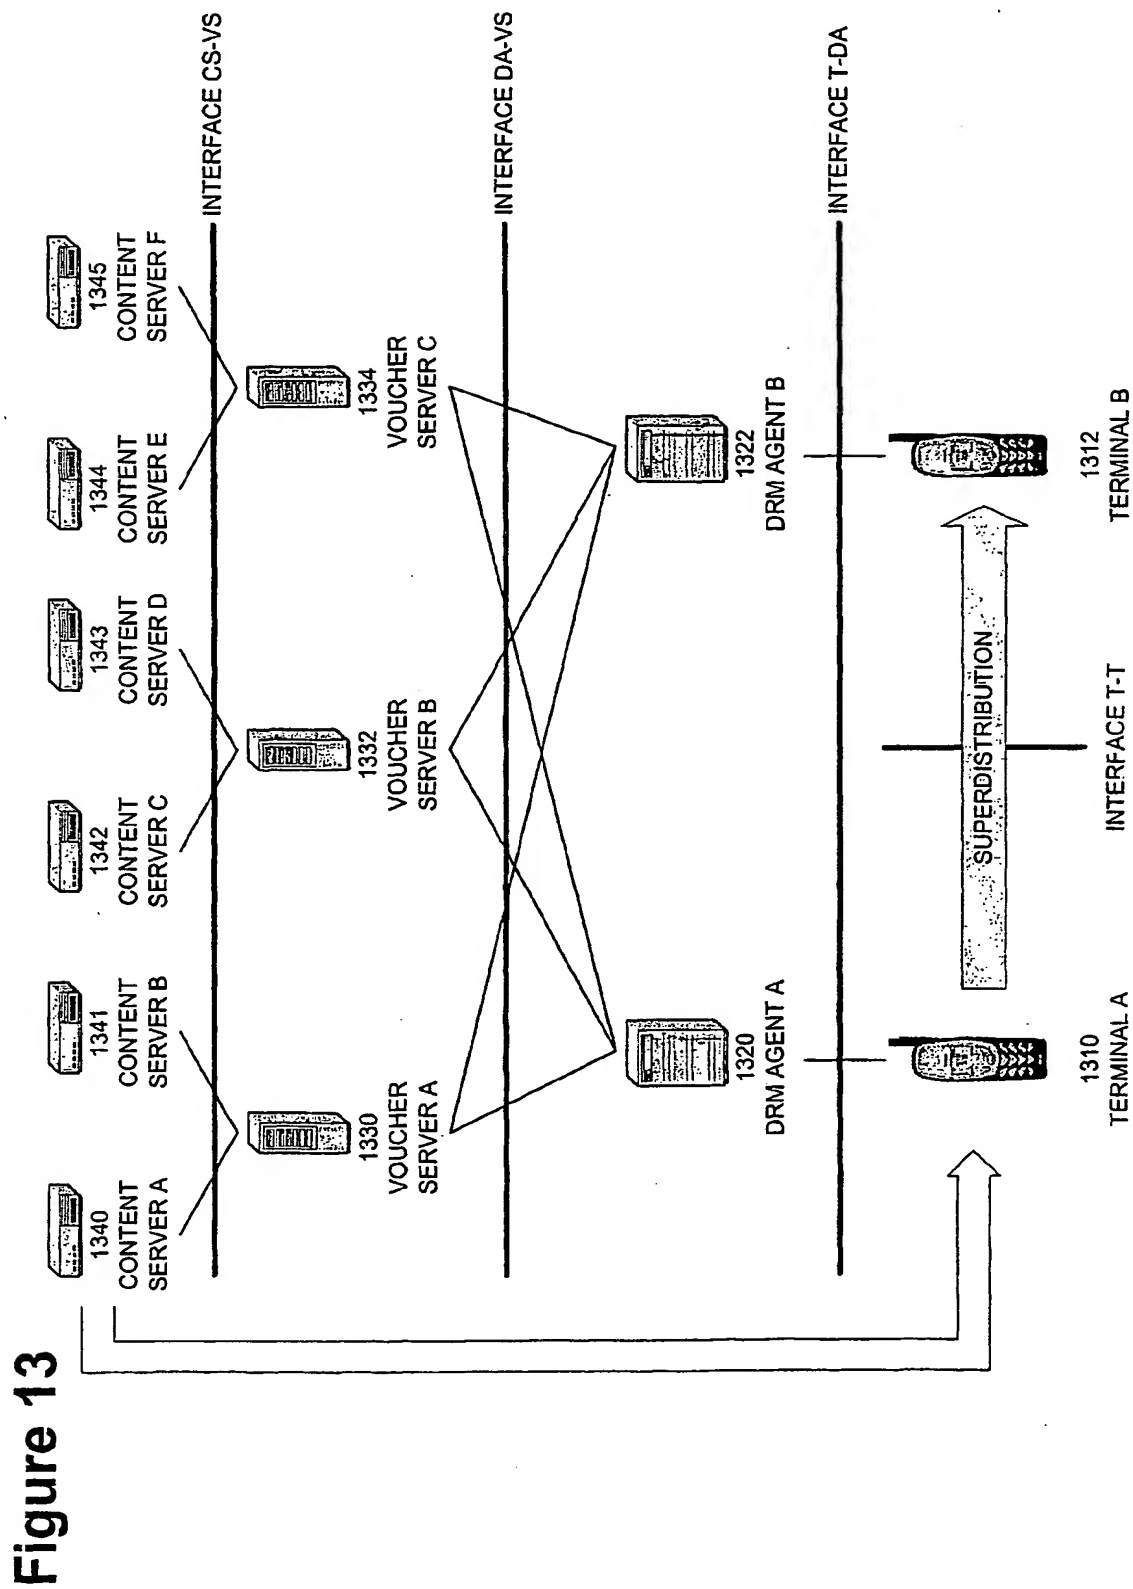 Figure 13
1340
CONTENT
SERVER A
1341
CONTENT
SERVER B
1342
CONTENT
SERVER C
1343
CONTENT
SERVER D
1344
CONTENT
SERVER E
1345
CONTENT
SERVER F
INTERFACE CS-VS
1330
VOUCHER
SERVER A
1332
VOUCHER
SERVER B
1334
VOUCHER
SERVER C
INTERFACE DA-VS
1320
DRM AGENT A
1322
DRM AGENT B
INTERFACE T-DA
SUPERDISTRIBUTION
1310
TERMINAL A
INTERFACE T-T
1312
TERMINAL B